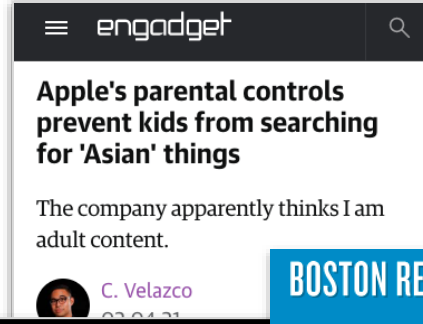 engadget
Apple's parental controls
prevent kids from searching
for 'Asian' things
The company apparently thinks I am
adult content.
C. Velazco
BOSTON RE